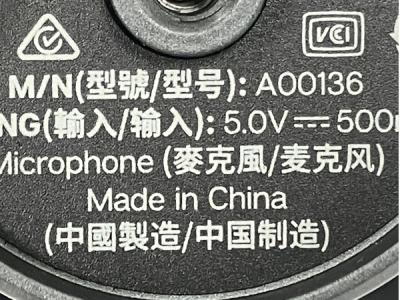 VCI
M/N(型號/型号): A00136
NG(輸入/输入): 5.0V⎓500m
Microphone (麥克風/麦克风)
Made in China
(中國製造/中国制造)